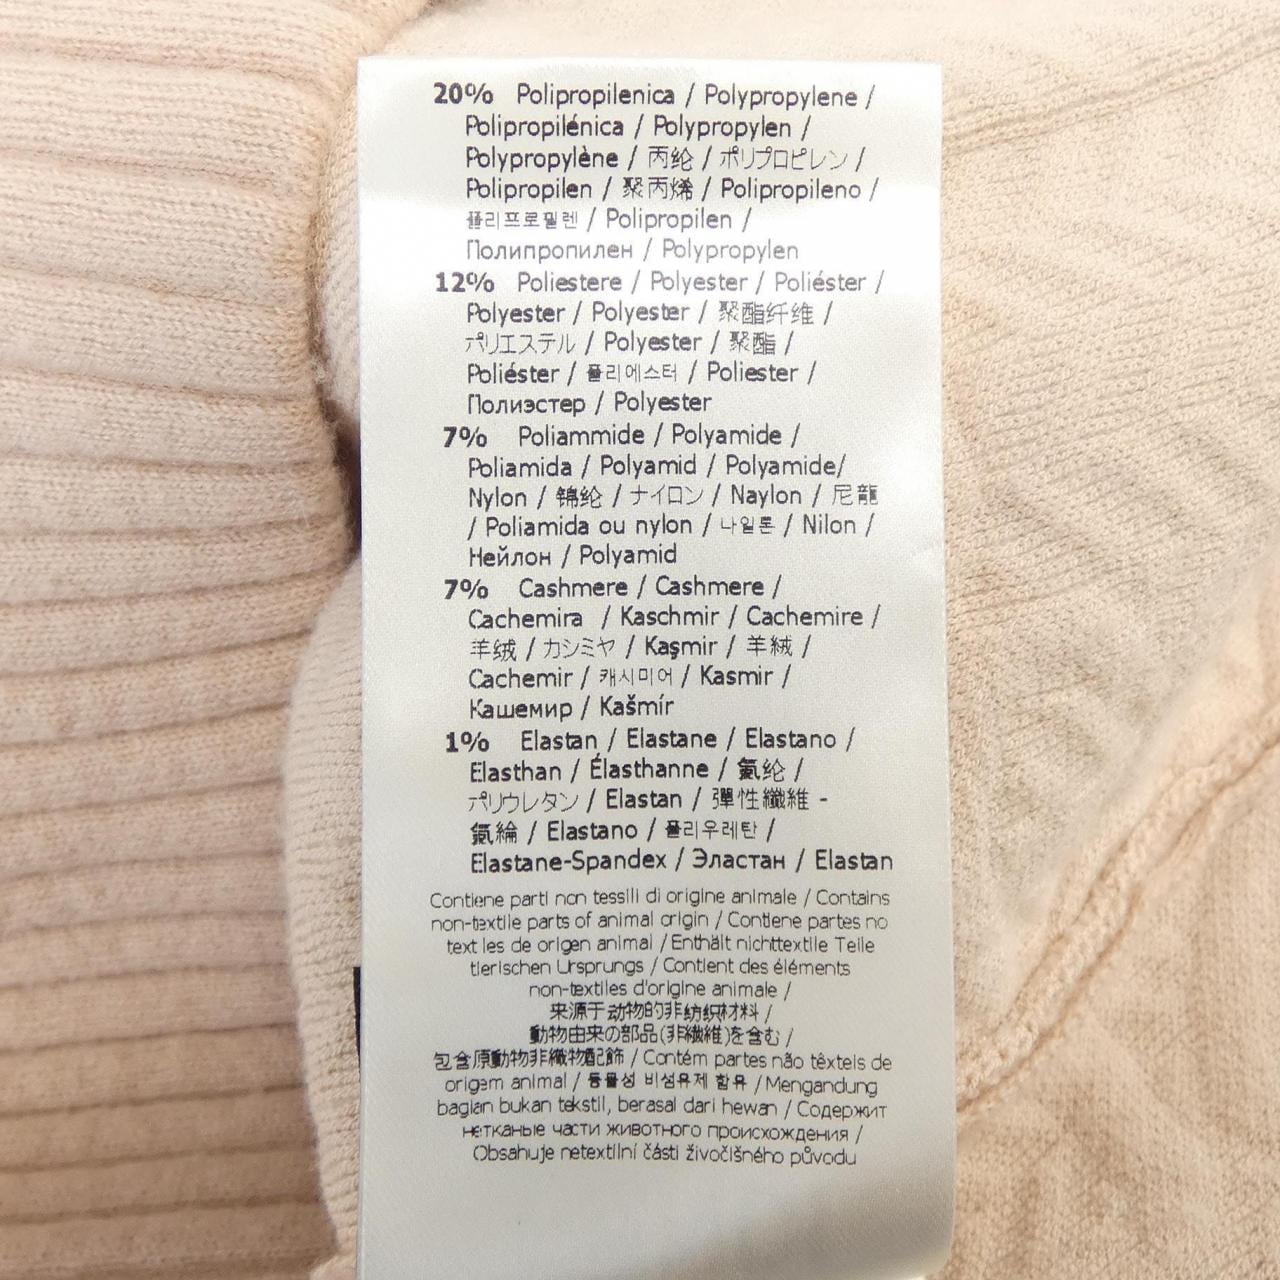 20% Polipropilenica / Polypropylene /
Polipropilénica / Polypropylen /
Polypropylène / 丙纶 / ポリプロピレン /
Polipropilen / 聚丙烯 / Polipropileno /
폴리프로필렌 / Polipropilen /
Полипропилен / Polypropylen
12% Poliestere / Polyester / Poliéster /
Polyester / Polyester / 聚酯纤维 /
ポリエステル / Polyester / 聚酯 /
Poliéster / 폴리에스터 / Poliester /
Полиэстер / Polyester
7% Poliammide / Polyamide /
Poliamida / Polyamid / Polyamide/
Nylon / 锦纶 / ナイロン / Naylon / 尼龍
/ Poliamida ou nylon / 나일론 / Nilon /
Нейлон / Polyamid
7% Cashmere / Cashmere /
Cachemira / Kaschmir / Cachemire /
羊绒 / カシミヤ / Kaşmir / 羊絨 /
Cachemir / 캐시미어 / Kasmir /
Кашемир / Kašmír
1% Elastan / Elastane / Elastano /
Elasthan / Élasthanne / 氨纶 /
ポリウレタン / Elastan / 彈性纖維 -
氨綸 / Elastano / 폴리우레탄 /
Elastane-Spandex / Эластан / Elastan
Contiene parti non tessili di origine animale / Contains
non-textile parts of animal origin / Contiene partes no
textiles de origen animal / Enthält nichttextile Teile
tierischen Ursprungs / Contient des éléments
non-textiles d'origine animale /
来源于动物的非纺织材料 /
動物由来の部品(非繊維)を含む /
包含原動物非織物配飾 / Contém partes não têxteis de
origem animal / 동물성 비섬유제 함유 / Mengandung
bagian bukan tekstil, berasal dari hewan / Содержит
нетканые части животного происхождения /
Obsahuje netextilní části živočišného původu